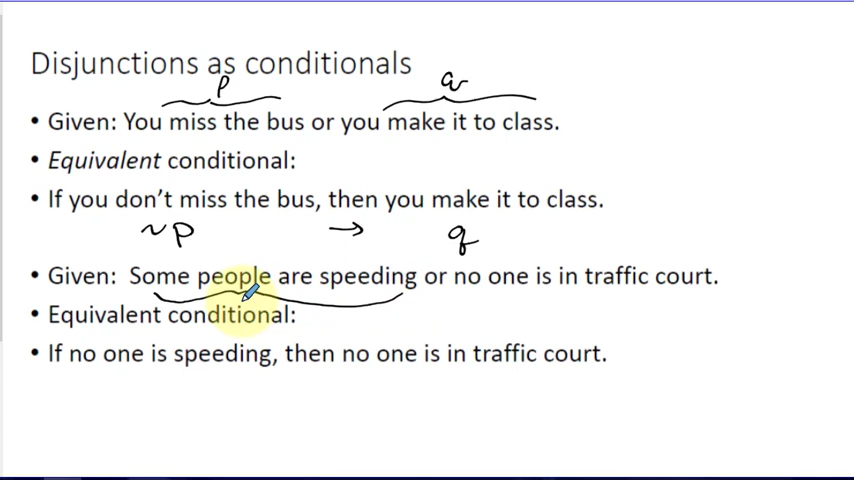 Disjunctions as conditionals
p q
• Given: You miss the bus or you make it to class.
• Equivalent conditional:
• If you don’t miss the bus, then you make it to class.
~p → q
• Given: Some people are speeding or no one is in traffic court.
• Equivalent conditional:
• If no one is speeding, then no one is in traffic court.